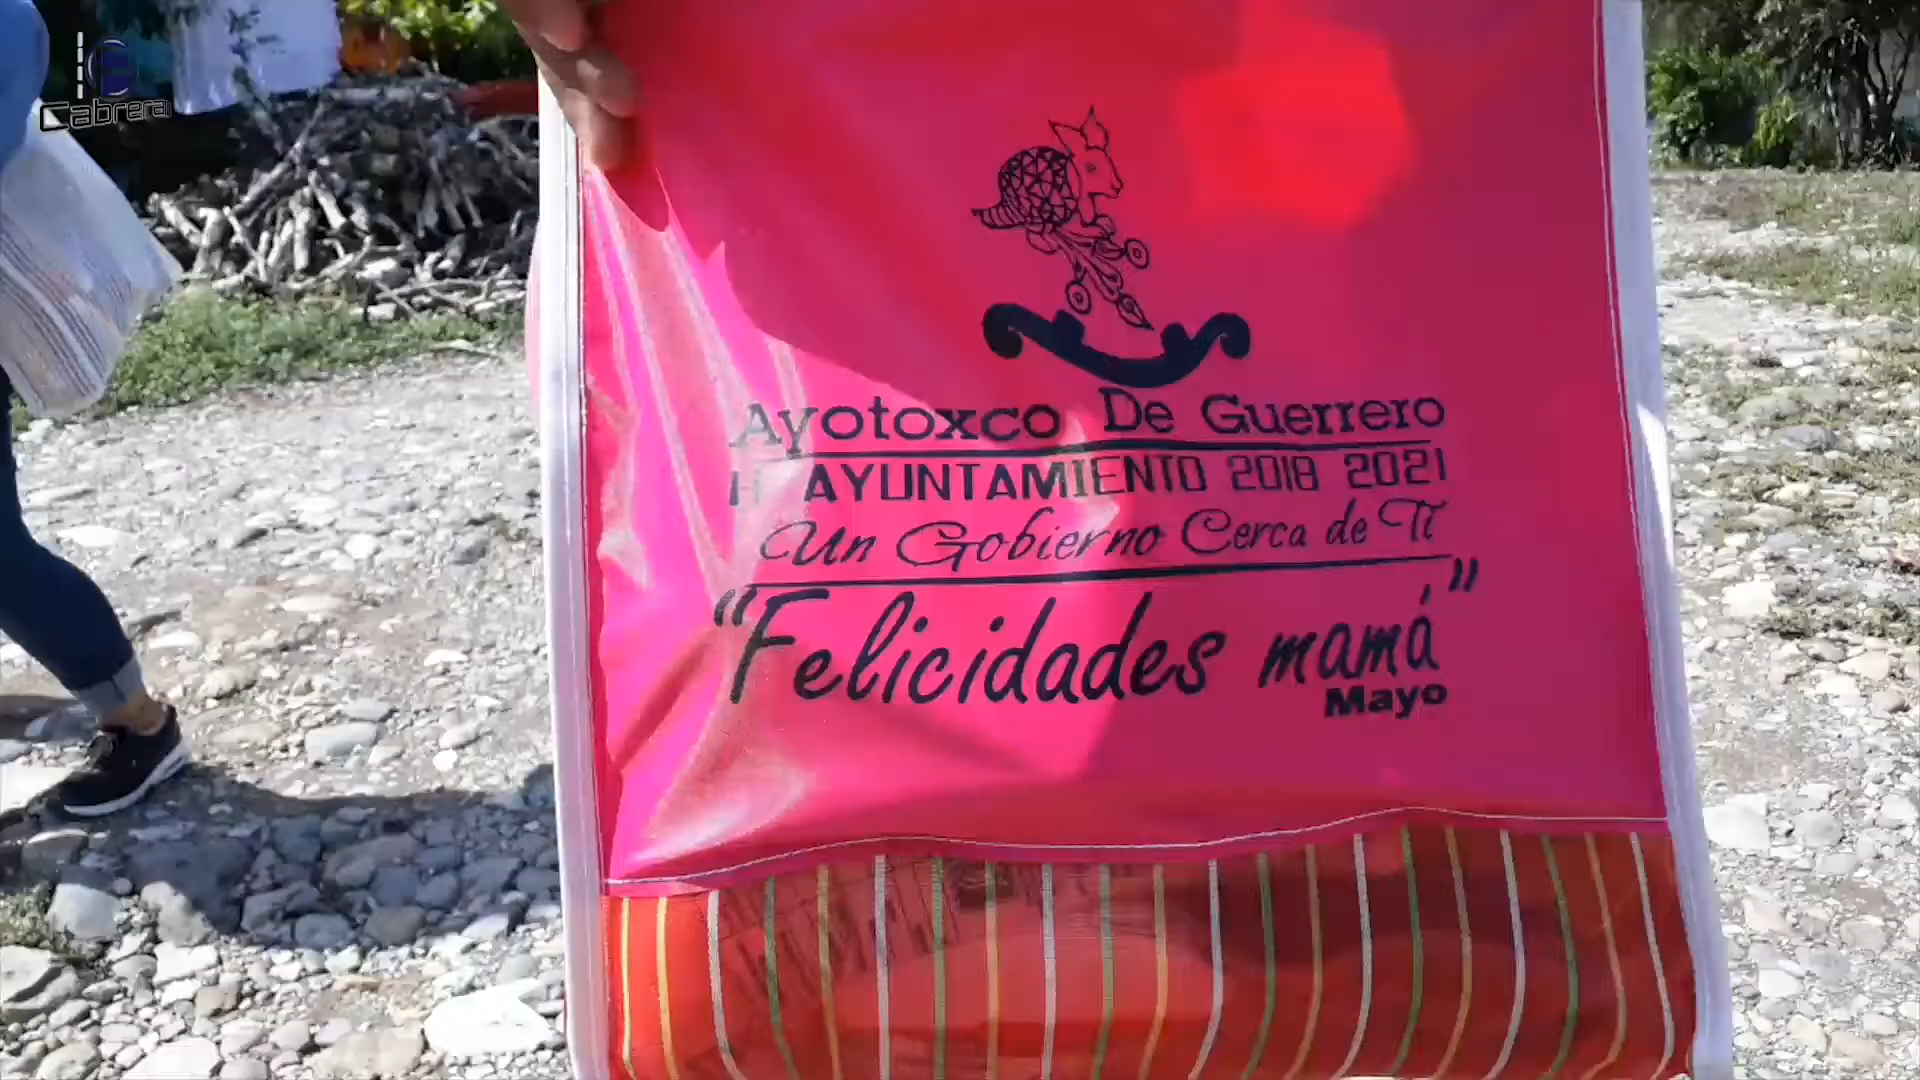 Cabrera
Ayotoxco De Guerrero
H AYUNTAMIENTO 2018 2021
Un Gobierno Cerca de Ti
"Felicidades mamá"
Mayo